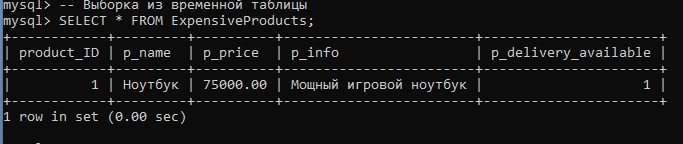 mysql> -- Выборка из временной таблицы
mysql> SELECT * FROM ExpensiveProducts;
+------------+---------+----------+------------------------+----------------------+
| product_ID | p_name | p_price | p_info | p_delivery_available |
+------------+---------+----------+------------------------+----------------------+
| 1 | Ноутбук | 75000.00 | Мощный игровой ноутбук | 1 |
+------------+---------+----------+------------------------+----------------------+
1 row in set (0.00 sec)